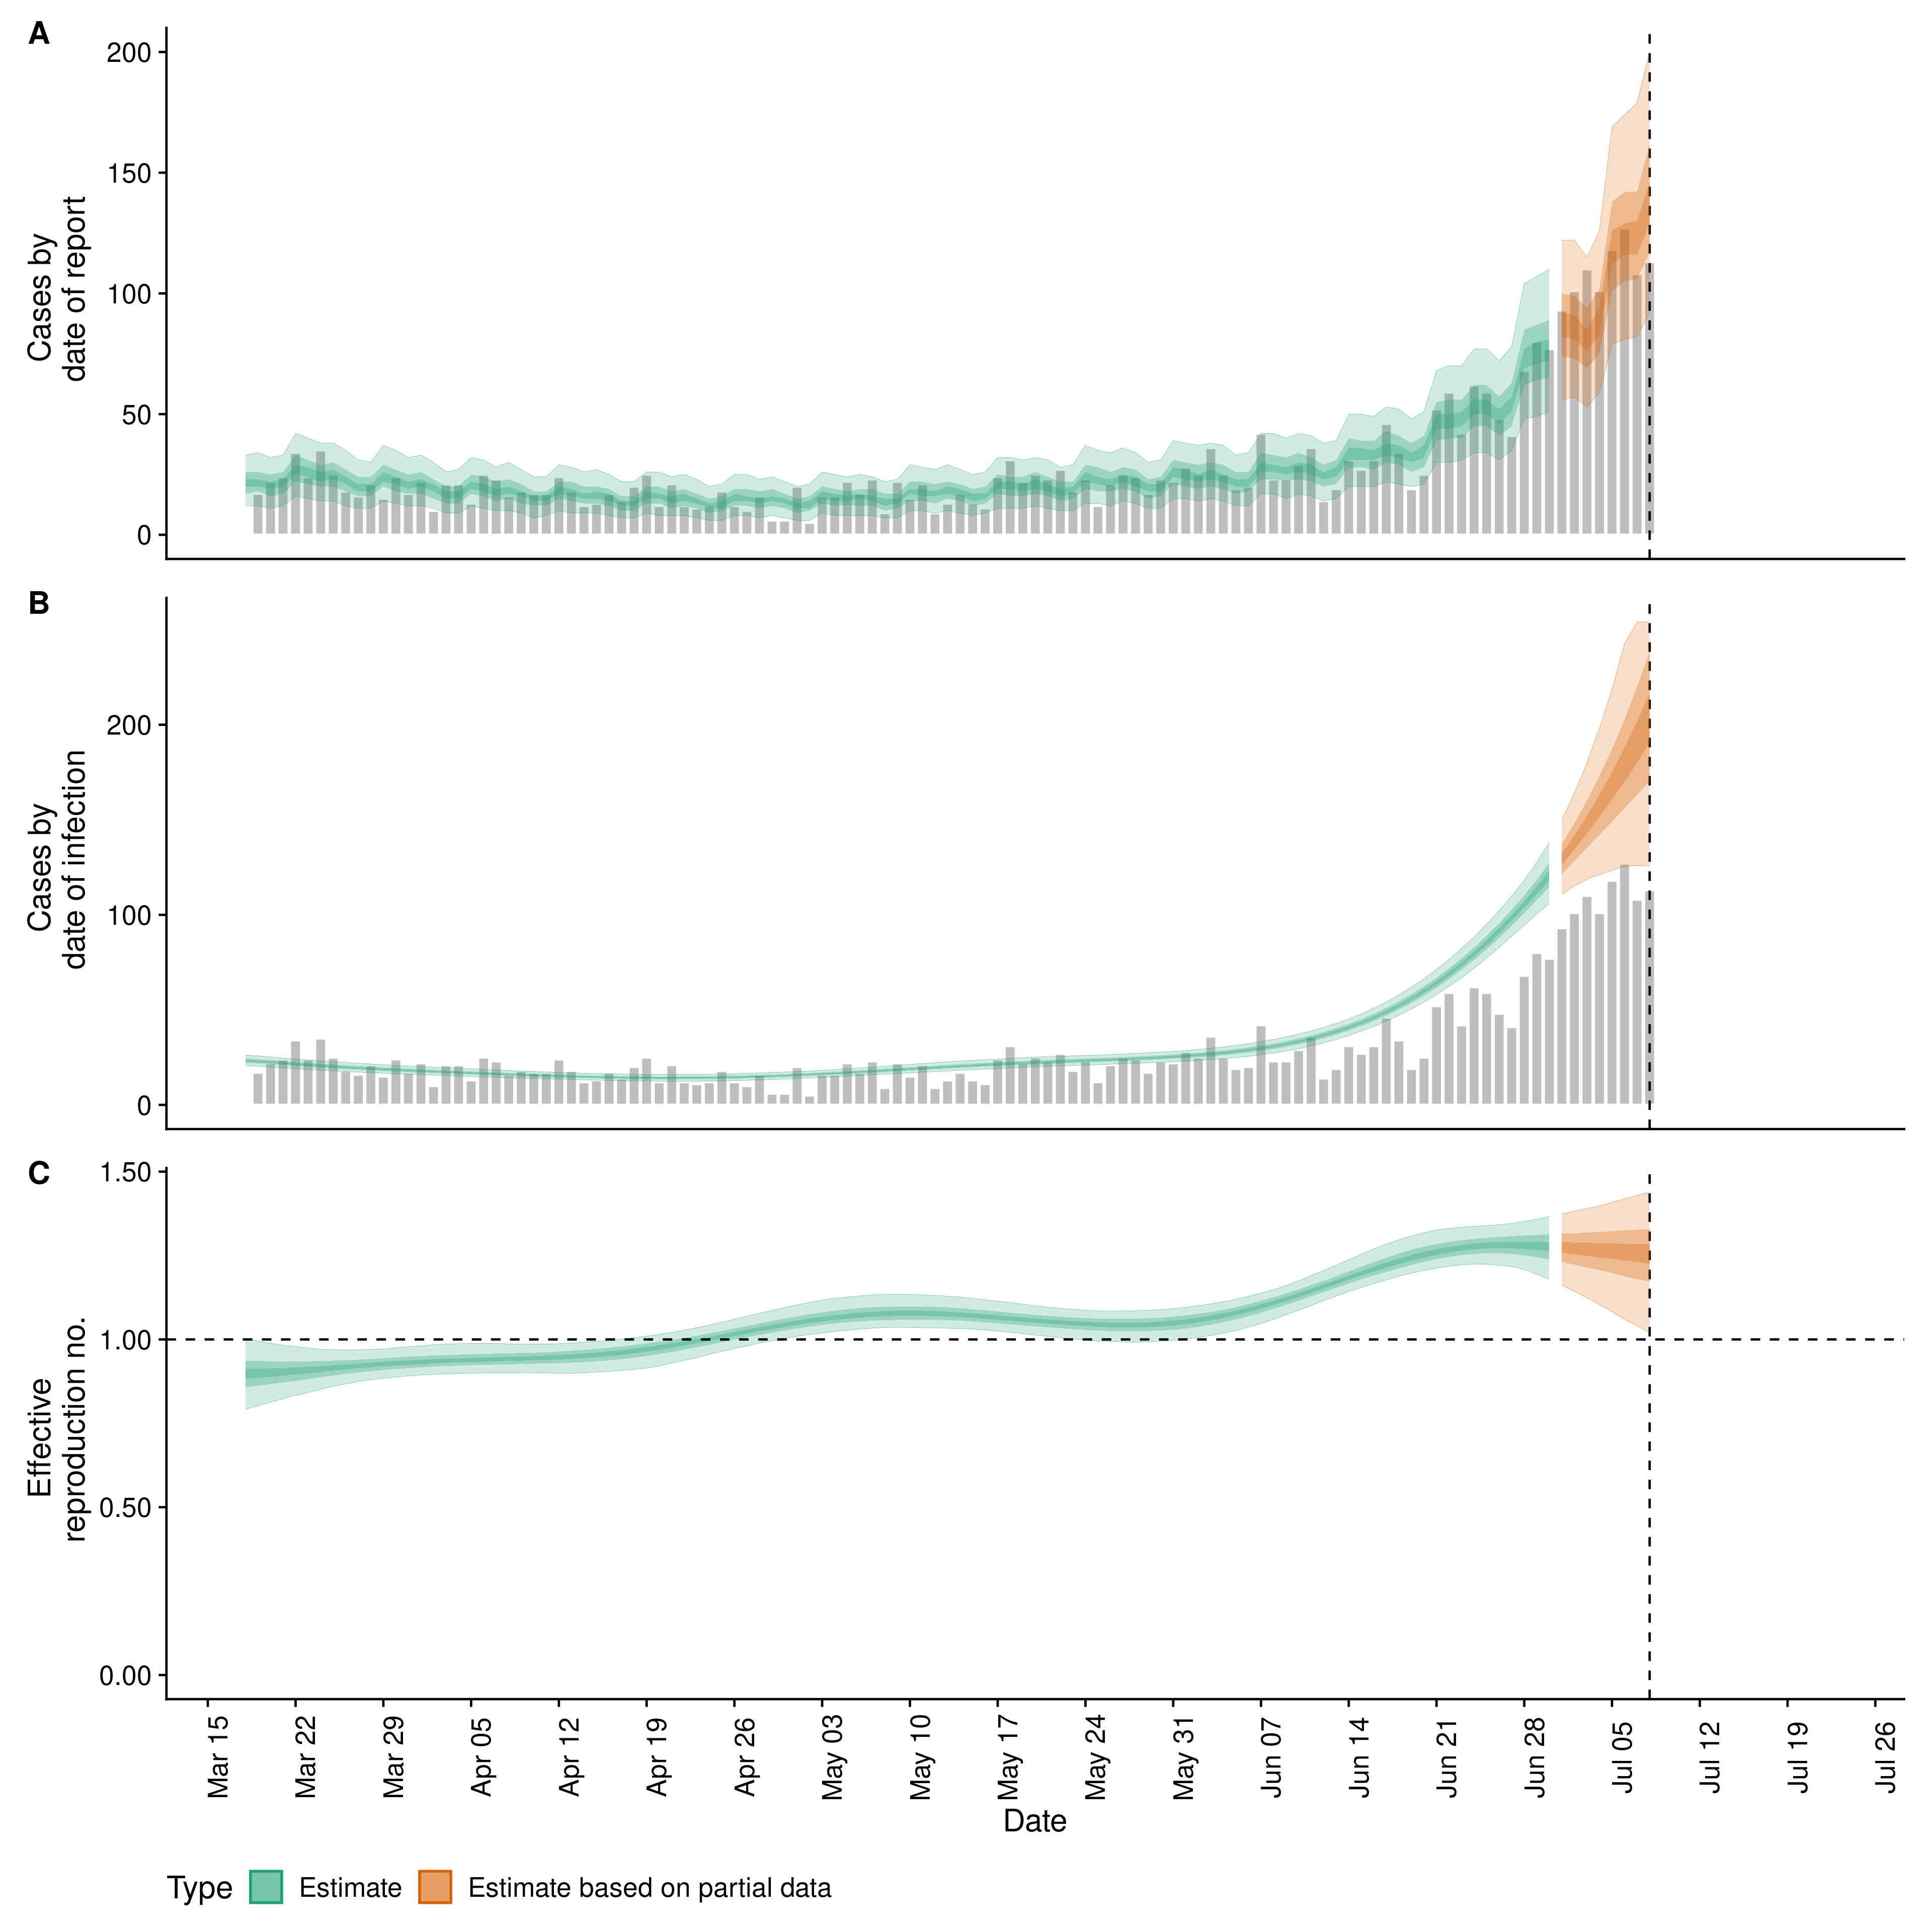 A
Cases by
date of report
200
150
100
50
0
B
Cases by
date of infection
200
100
0
C
Effective
reproduction no.
1.50
1.00
0.50
0.00
Mar 15
Mar 22
Mar 29
Apr 05
Apr 12
Apr 19
Apr 26
May 03
May 10
May 17
May 24
May 31
Jun 07
Jun 14
Jun 21
Jun 28
Jul 05
Jul 12
Jul 19
Jul 26
Date
Type Estimate Estimate based on partial data